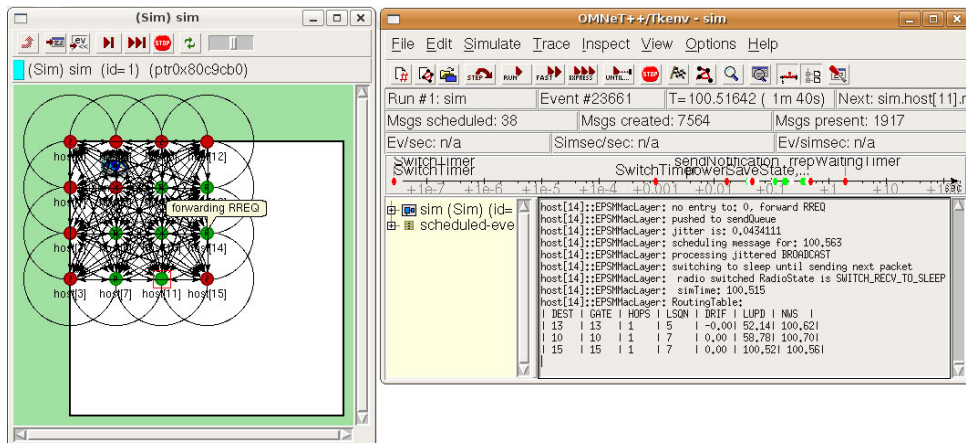 (Sim) sim
(Sim) sim (id=1) (ptr0x80c9cb0)
STOP
host[12]
forwarding RREQ
host[14]
host[3] host[7] host[11] host[15]
OMNeT++/Tkenv - sim
File Edit Simulate Trace Inspect View Options Help
STEP RUN FAST EXPRESS UNTIL... STOP
Run #1: sim Event #23661 T=100.51642 ( 1m 40s) Next: sim.host[11].r
Msgs scheduled: 38 Msgs created: 7564 Msgs present: 1917
Ev/sec: n/a Simsec/sec: n/a Ev/simsec: n/a
SwitchTimer sendNotification rrepWaitingTimer
SwitchTimer SwitchTimer powerSaveState,...
+1e-7 +1e-6 +1e-5 +1e-4 +0.001 +0.01 +0.1 +1 +10 sec
sim (Sim) (id=
scheduled-eve
host[14]::EPSMMacLayer: no entry to: 0, forward RREQ
host[14]::EPSMMacLayer: pushed to sendQueue
host[14]::EPSMMacLayer: jitter is: 0.0434111
host[14]::EPSMMacLayer: scheduling message for: 100.563
host[14]::EPSMMacLayer: processing jittered BROADCAST
host[14]::EPSMMacLayer: switching to sleep until sending next packet
host[14]::EPSMMacLayer: radio switched RadioState is SWITCH_RECV_TO_SLEEP
host[14]::EPSMMacLayer: simTime: 100.515
host[14]::EPSMMacLayer: RoutingTable:
| DEST | GATE | HOPS | LSQN | DRIF | LUPD | NWS |
| 13 | 13 | 1 | 5 | -0.00| 52.14| 100.62|
| 10 | 10 | 1 | 7 | 0.00 | 58.78| 100.70|
| 15 | 15 | 1 | 7 | 0.00 | 100.52| 100.56|